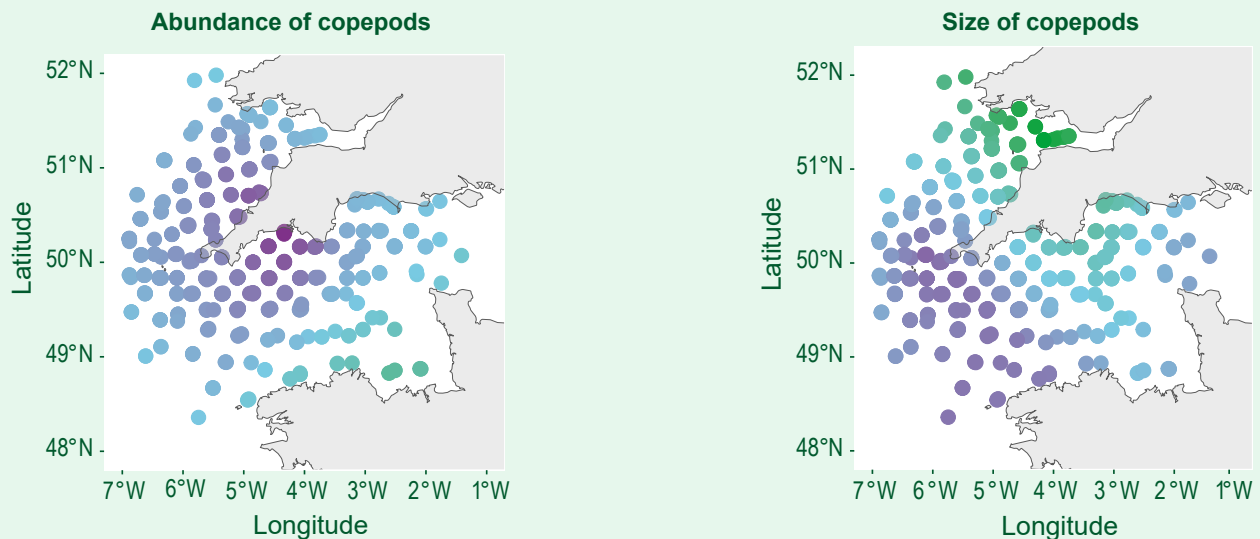 Abundance of copepods
52°N
51°N
50°N
49°N
48°N
Latitude
7°W 6°W 5°W 4°W 3°W 2°W 1°W
Longitude
Size of copepods
52°N
51°N
50°N
49°N
48°N
Latitude
7°W 6°W 5°W 4°W 3°W 2°W 1°W
Longitude